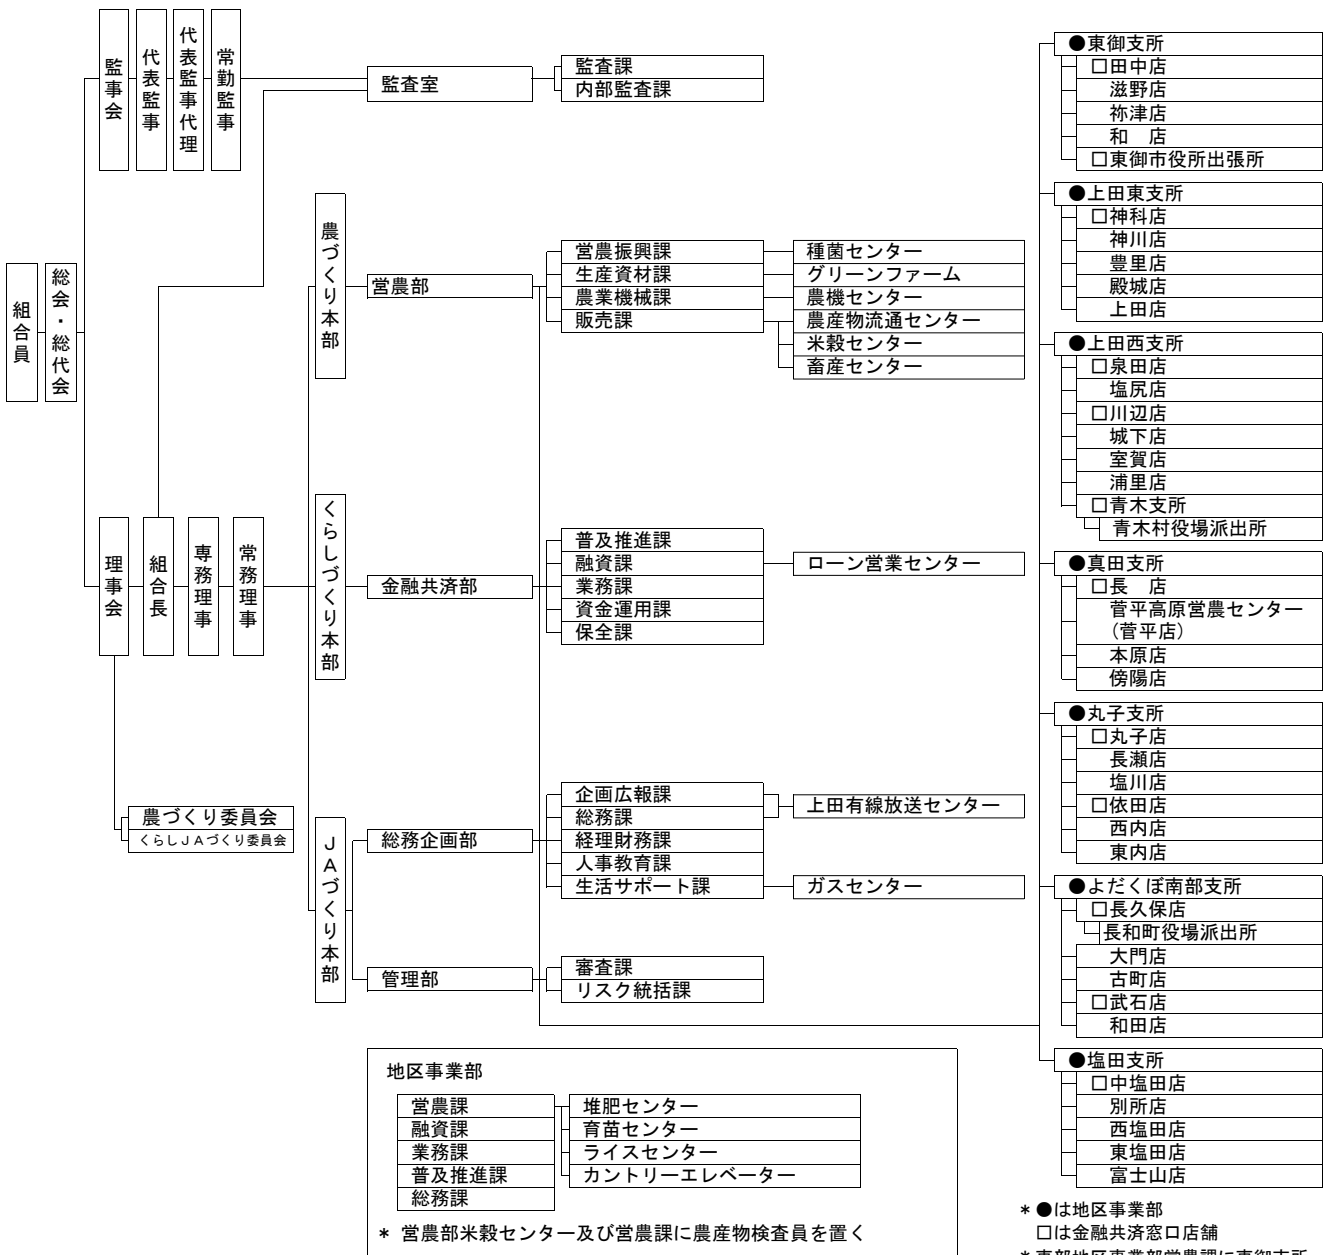 組合員
総会・総代会
監事会
代表監事
代表監事代理
常勤監事
監査室
監査課
内部監査課
農づくり本部
営農部
営農振興課
生産資材課
農業機械課
販売課
種菌センター
グリーンファーム
農機センター
農産物流通センター
米穀センター
畜産センター
理事会
組合長
専務理事
常務理事
くらしづくり本部
金融共済部
普及推進課
融資課
業務課
資金運用課
保全課
ローン営業センター
農づくり委員会
くらしJAづくり委員会
JAづくり本部
総務企画部
企画広報課
総務課
経理財務課
人事教育課
生活サポート課
上田有線放送センター
ガスセンター
管理部
審査課
リスク統括課
地区事業部
営農課
融資課
業務課
普及推進課
総務課
堆肥センター
育苗センター
ライスセンター
カントリーエレベーター
* 営農部米穀センター及び営農課に農産物検査員を置く
●東御支所
□田中店
滋野店
祢津店
和 店
□東御市役所出張所
●上田東支所
□神科店
神川店
豊里店
殿城店
上田店
●上田西支所
□泉田店
塩尻店
□川辺店
城下店
室賀店
浦里店
□青木支所
青木村役場派出所
●真田支所
□長 店
菅平高原営農センター
(菅平店)
本原店
傍陽店
●丸子支所
□丸子店
長瀬店
塩川店
□依田店
西内店
東内店
●よだくぼ南部支所
□長久保店
長和町役場派出所
大門店
古町店
□武石店
和田店
●塩田支所
□中塩田店
別所店
西塩田店
東塩田店
富士山店
* ●は地区事業部
□は金融共済窓口店舗
* 東部地区事業部営農課に東御支所